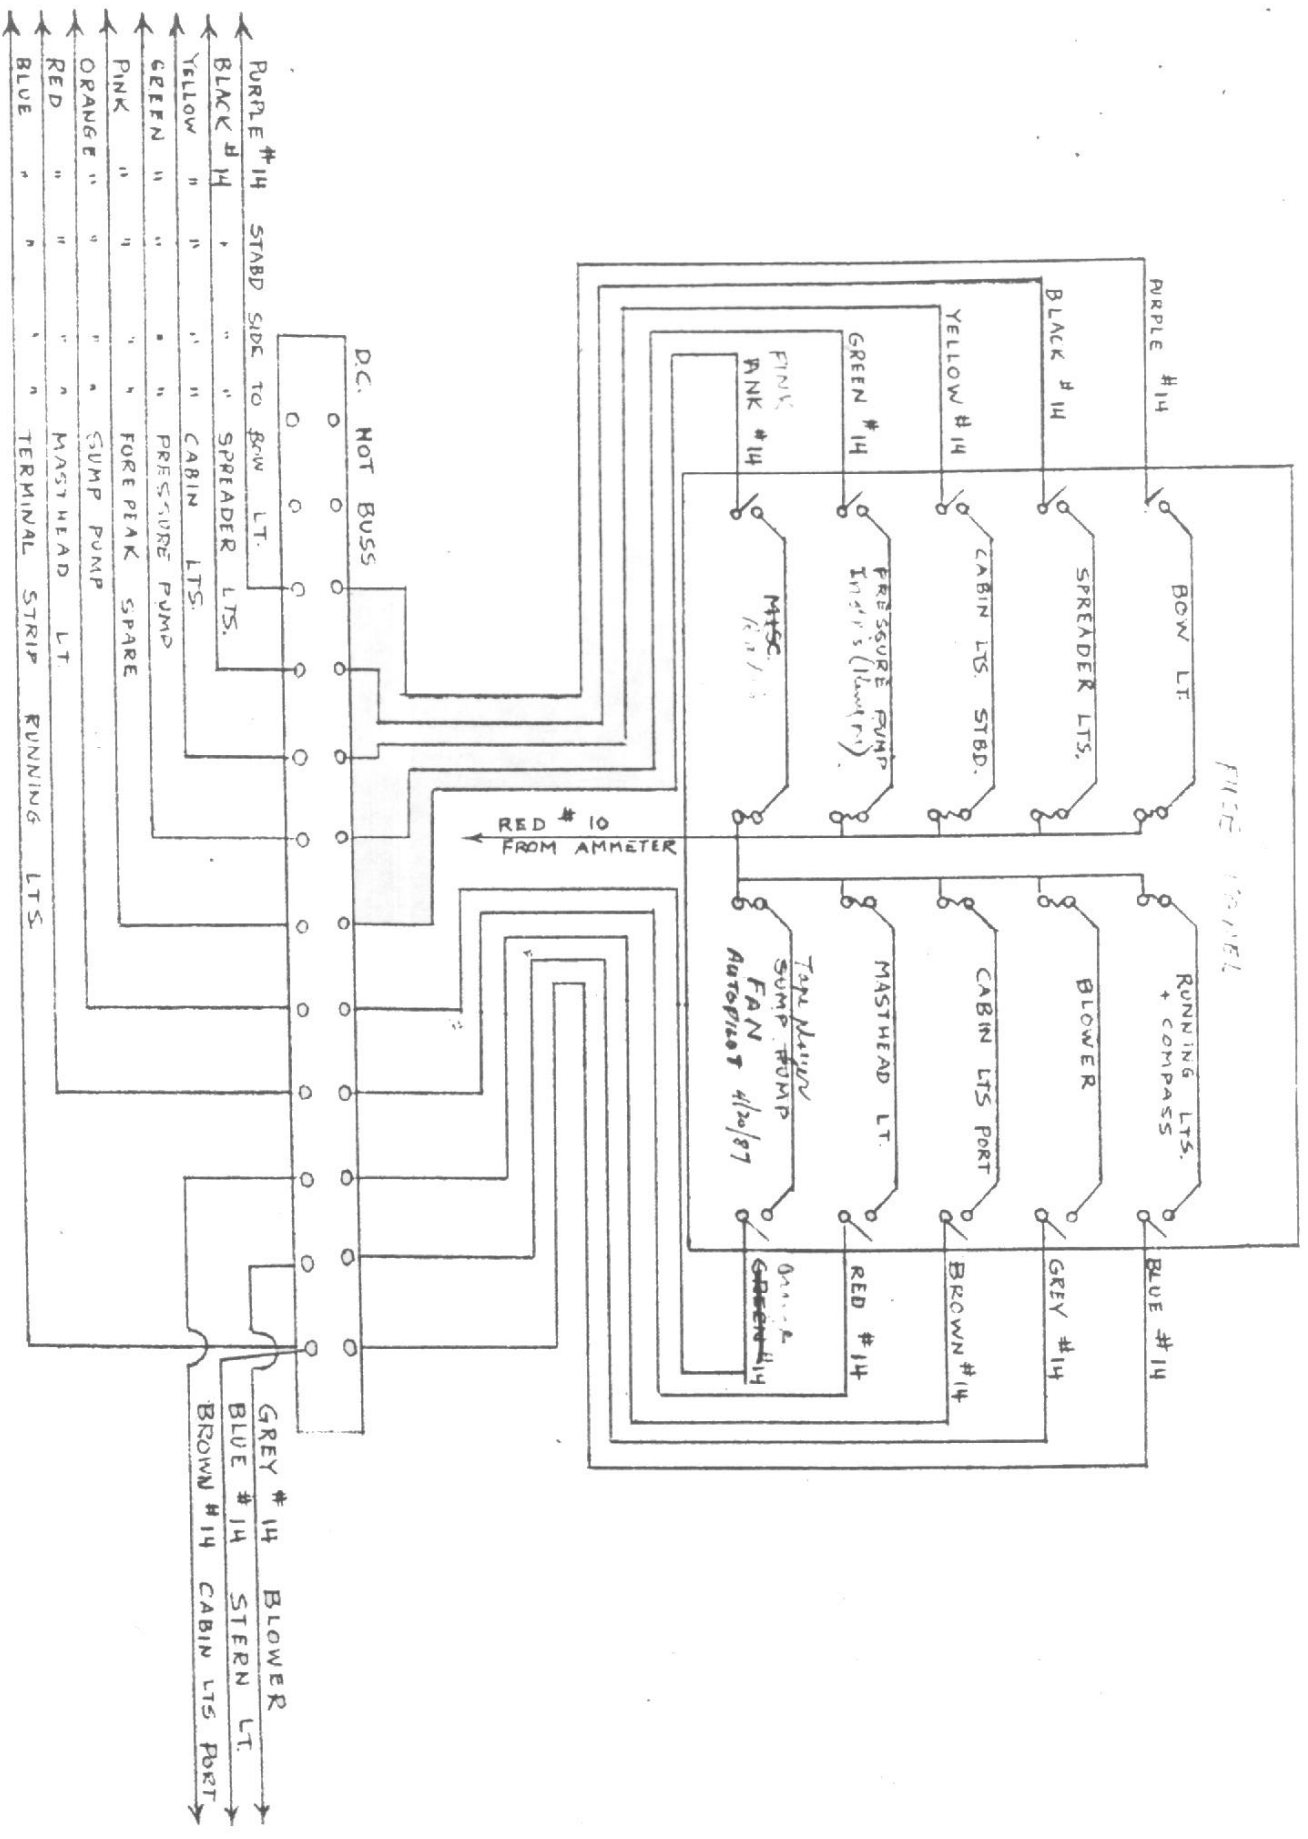 PURPLE #14
BLACK #14
YELLOW #14
GREEN #14
PINK
PINK #14
BOW LT.
SPREADER LTS.
CABIN LTS. STBD.
PRESSURE PUMP
MISC.
RED #10
FROM AMMETER
RUNNING LTS.
+ COMPASS
BLOWER
CABIN LTS PORT
MASTHEAD LT.
Tape Player
SUMP PUMP
FAN
AUTOPILOT 4/20/87
BLUE #14
GREY #14
BROWN #14
RED #14
GREEN #14
D.C. HOT BUSS
PURPLE #14 STABD SIDE TO BOW LT.
BLACK #14 " " SPREADER LTS.
YELLOW " " " " CABIN LTS.
GREEN " " " " PRESSURE PUMP
PINK " " " " FOREPEAK SPARE
ORANGE " " " " SUMP PUMP
RED " " " " MASTHEAD LT.
BLUE " " " " TERMINAL STRIP RUNNING LTS
GREY #14 BLOWER
BLUE #14 STERN LT.
BROWN #14 CABIN LTS PORT